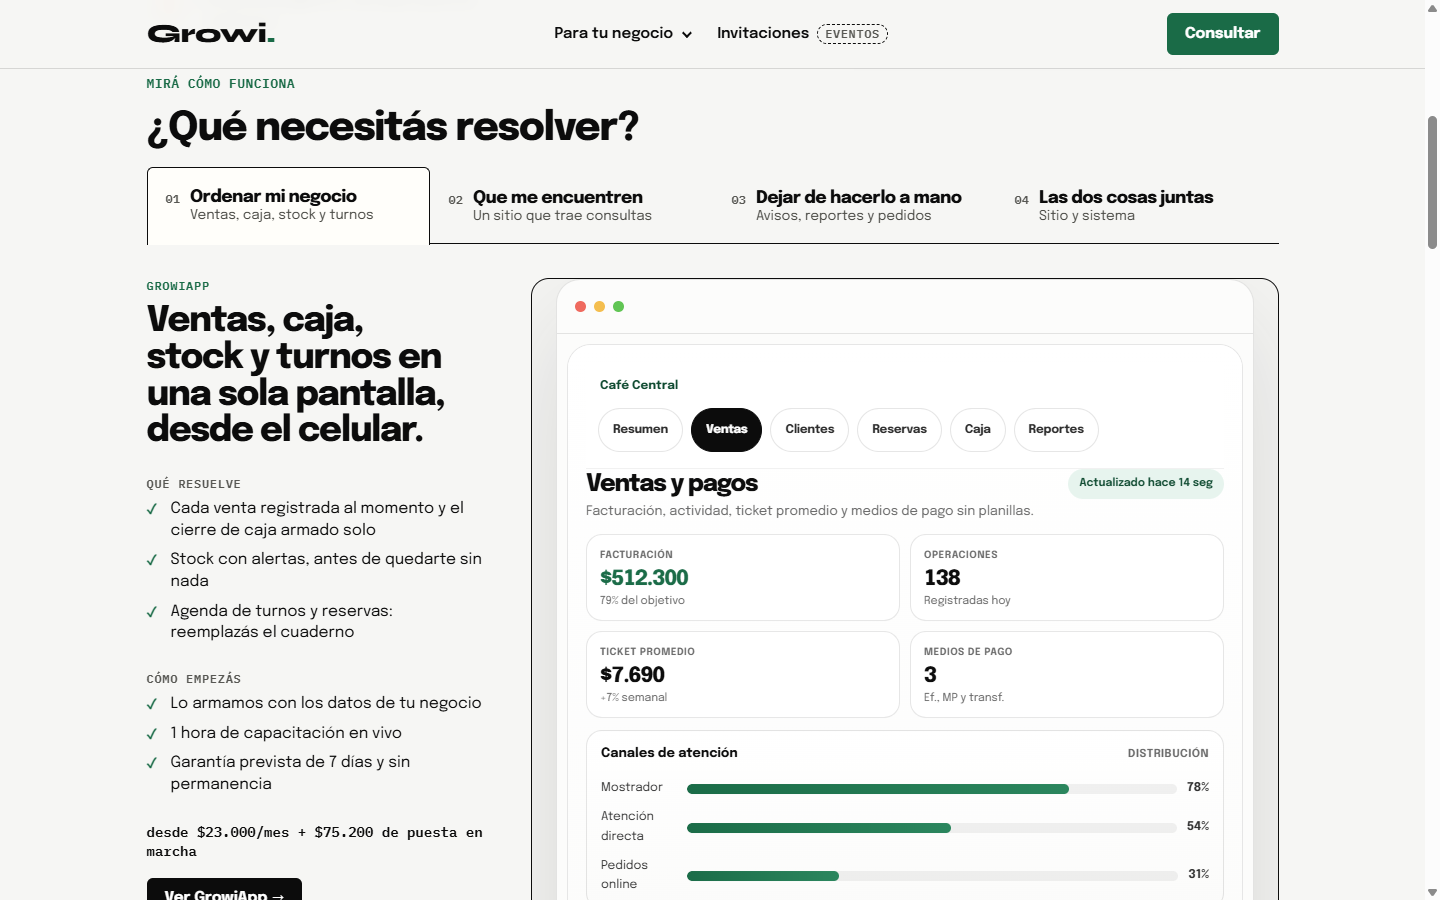 Growi.
Para tu negocio
Invitaciones EVENTOS
Consultar
MIRÁ CÓMO FUNCIONA
¿Qué necesitás resolver?
01 Ordenar mi negocio
Ventas, caja, stock y turnos
02 Que me encuentren
Un sitio que trae consultas
03 Dejar de hacerlo a mano
Avisos, reportes y pedidos
04 Las dos cosas juntas
Sitio y sistema
GROWIAPP
Ventas, caja,
stock y turnos en
una sola pantalla,
desde el celular.
QUÉ RESUELVE
✓ Cada venta registrada al momento y el
cierre de caja armado solo
✓ Stock con alertas, antes de quedarte sin
nada
✓ Agenda de turnos y reservas:
reemplazás el cuaderno
CÓMO EMPEZÁS
✓ Lo armamos con los datos de tu negocio
✓ 1 hora de capacitación en vivo
✓ Garantía prevista de 7 días y sin
permanencia
desde $23.000/mes + $75.200 de puesta en
marcha
Ver GrowiApp →
Café Central
Resumen
Ventas
Clientes
Reservas
Caja
Reportes
Ventas y pagos
Actualizado hace 14 seg
Facturación, actividad, ticket promedio y medios de pago sin planillas.
FACTURACIÓN
$512.300
79% del objetivo
OPERACIONES
138
Registradas hoy
TICKET PROMEDIO
$7.690
+7% semanal
MEDIOS DE PAGO
3
Ef., MP y transf.
Canales de atención
DISTRIBUCIÓN
Mostrador
78%
Atención
directa
54%
Pedidos
online
31%